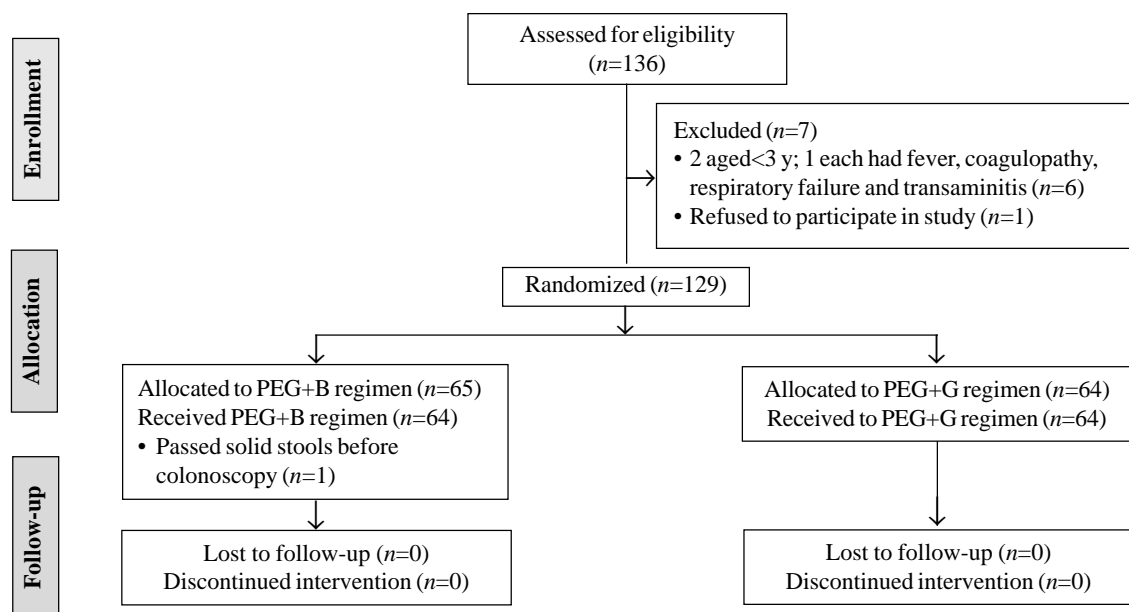 Enrollment
Assessed for eligibility
(n=136)
Excluded (n=7)
• 2 aged<3 y; 1 each had fever, coagulopathy,
respiratory failure and transaminitis (n=6)
• Refused to participate in study (n=1)
Allocation
Randomized (n=129)
Allocated to PEG+B regimen (n=65)
Received PEG+B regimen (n=64)
• Passed solid stools before
colonoscopy (n=1)
Allocated to PEG+G regimen (n=64)
Received to PEG+G regimen (n=64)
Follow-up
Lost to follow-up (n=0)
Discontinued intervention (n=0)
Lost to follow-up (n=0)
Discontinued intervention (n=0)